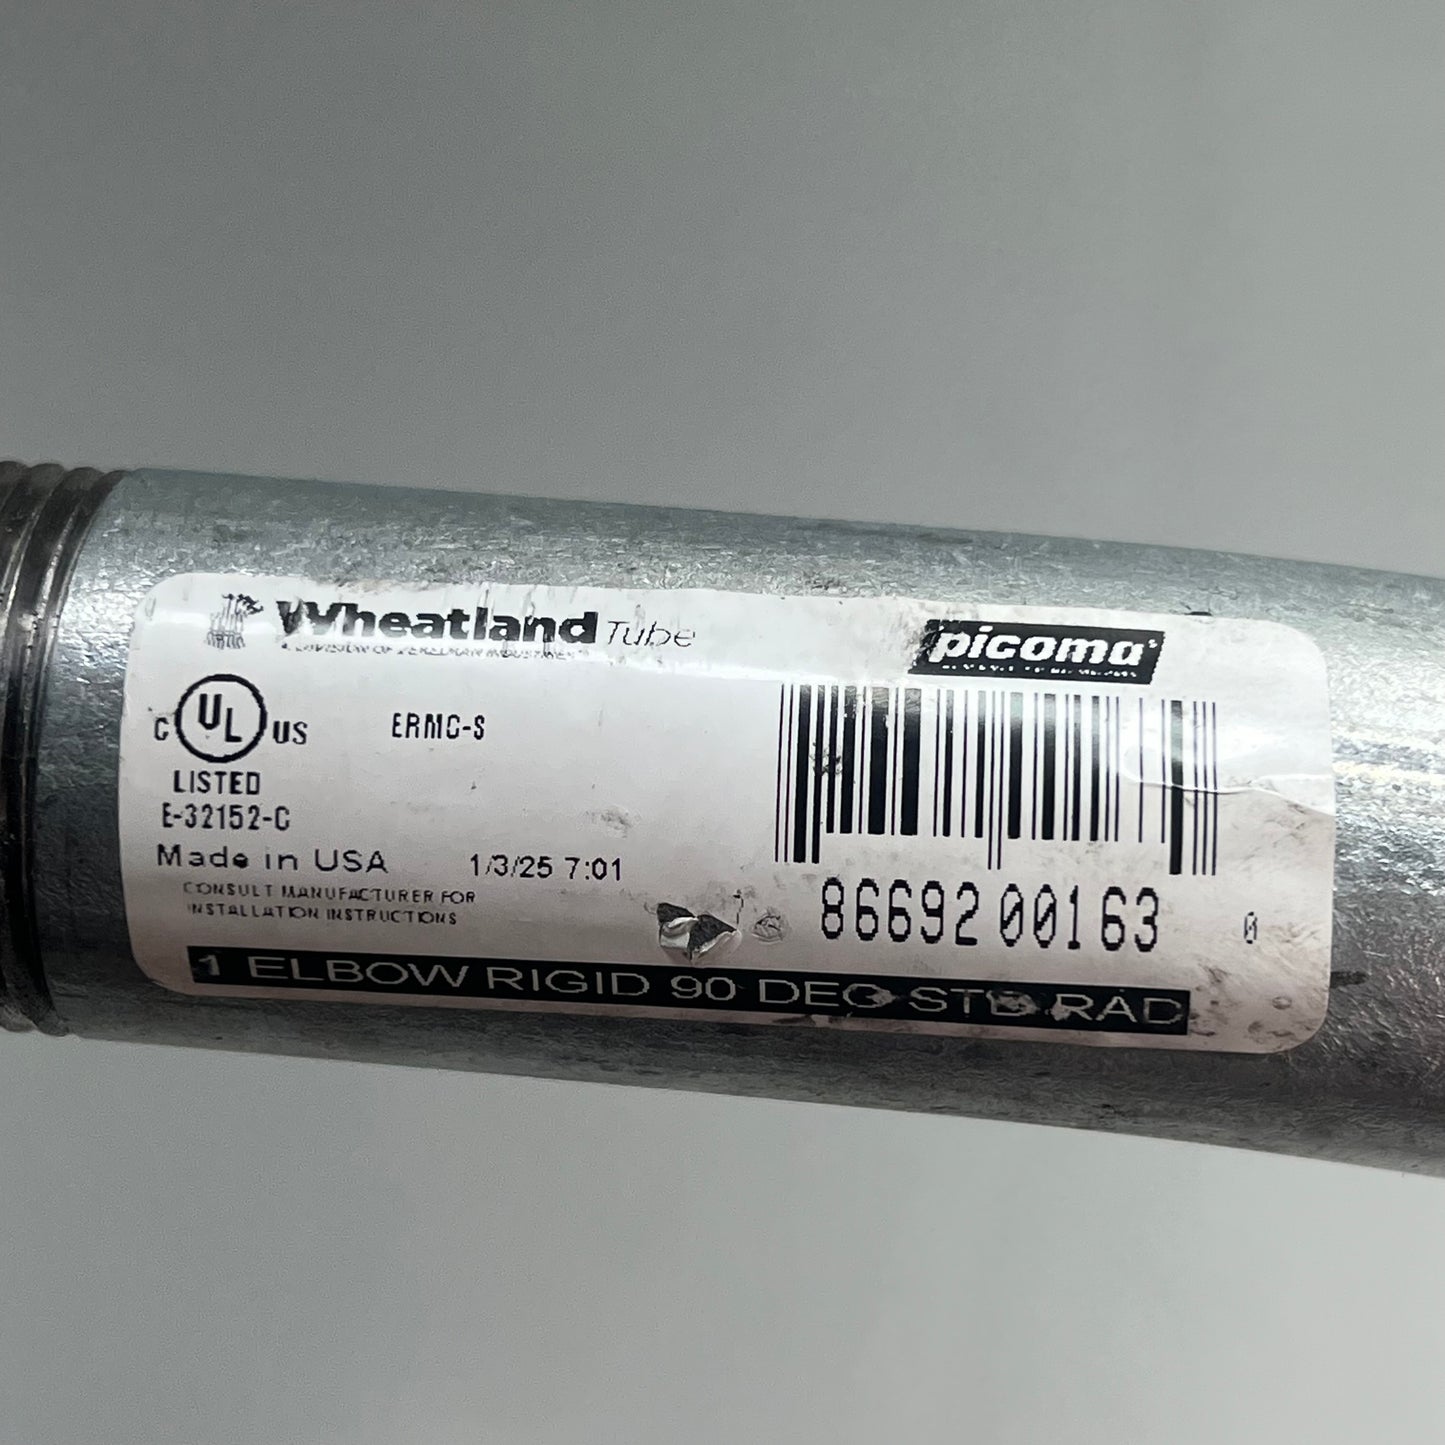 Wheatland Tube
picoma
C UL US
ERMC-S
LISTED
E-32152-C
Made in USA
1/3/25 7:01
CONSULT MANUFACTURER FOR
INSTALLATION INSTRUCTIONS
86692 00163 0
1 ELBOW RIGID 90 DEG STD RAD